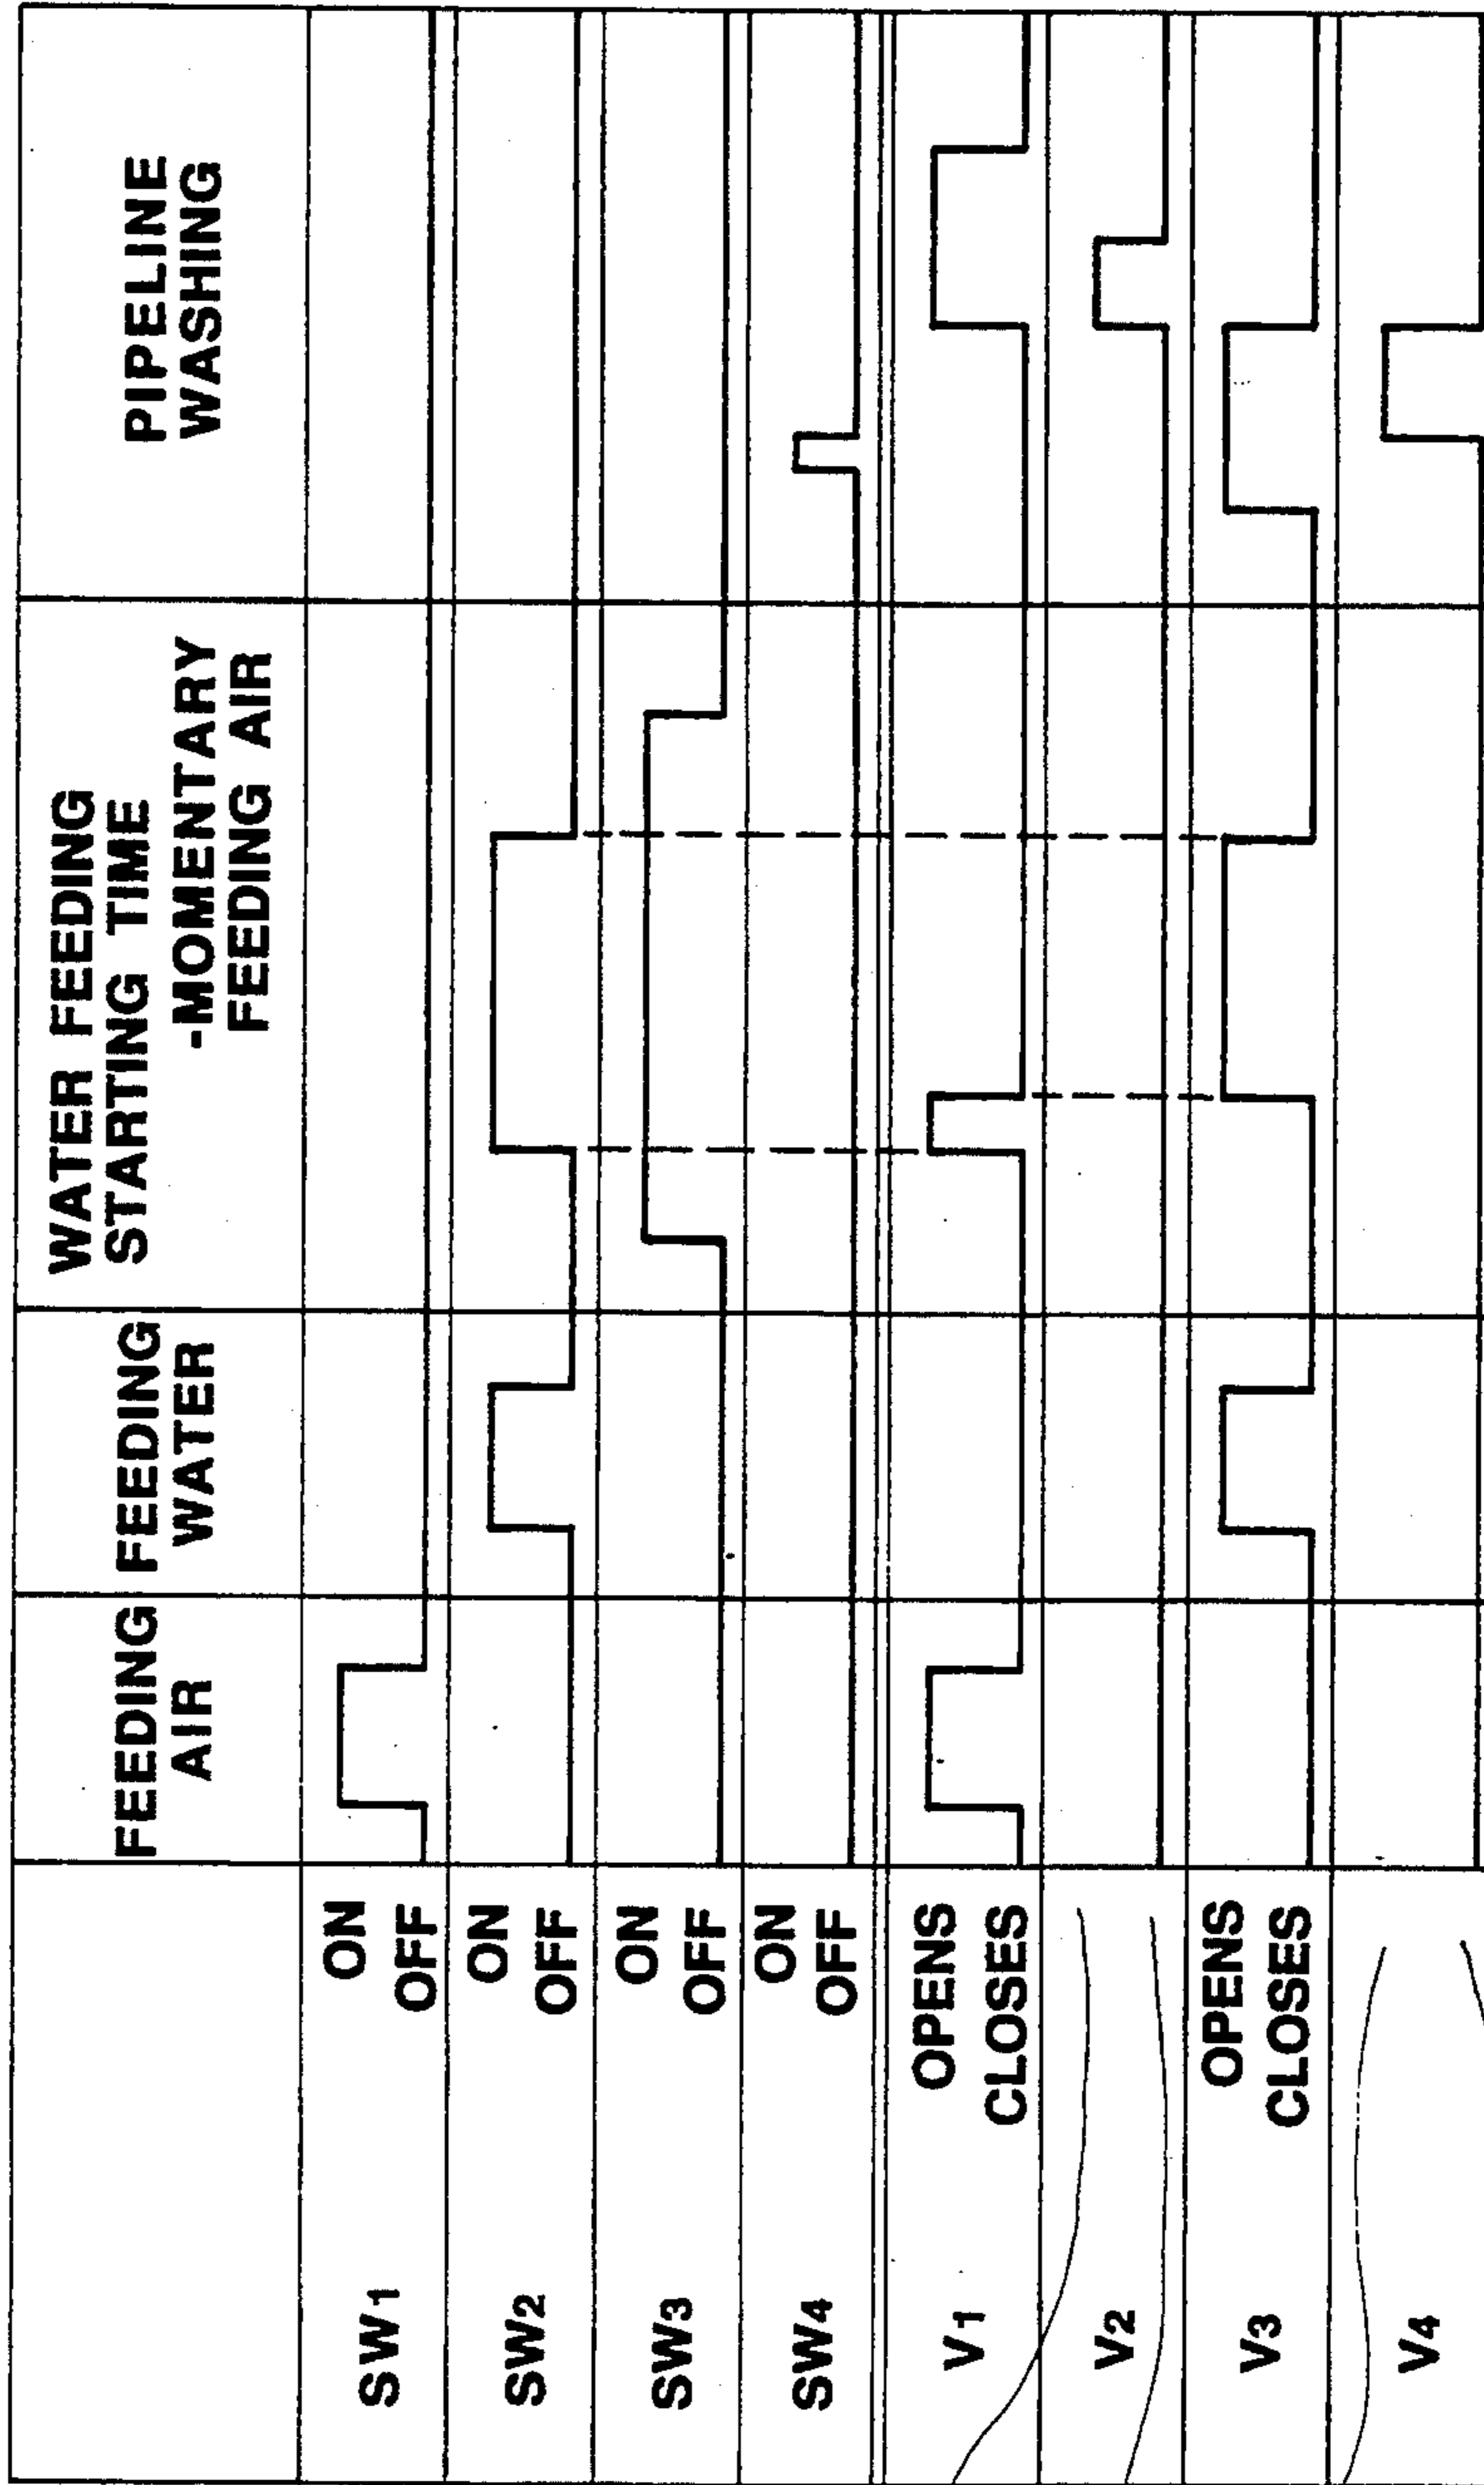 FEEDING
AIR
FEEDING
WATER
WATER FEEDING
STARTING TIME
-MOMENTARY
FEEDING AIR
PIPELINE
WASHING
SW1
ON
OFF
SW2
ON
OFF
SW3
ON
OFF
SW4
ON
OFF
V1
OPENS
CLOSES
V2
V3
OPENS
CLOSES
V4